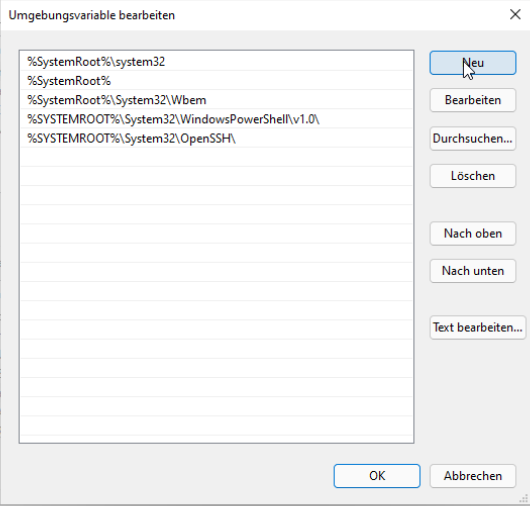 Umgebungsvariable bearbeiten
%SystemRoot%\system32
%SystemRoot%
%SystemRoot%\System32\Wbem
%SYSTEMROOT%\System32\WindowsPowerShell\v1.0\
%SYSTEMROOT%\System32\OpenSSH\
Neu
Bearbeiten
Durchsuchen...
Löschen
Nach oben
Nach unten
Text bearbeiten...
OK
Abbrechen